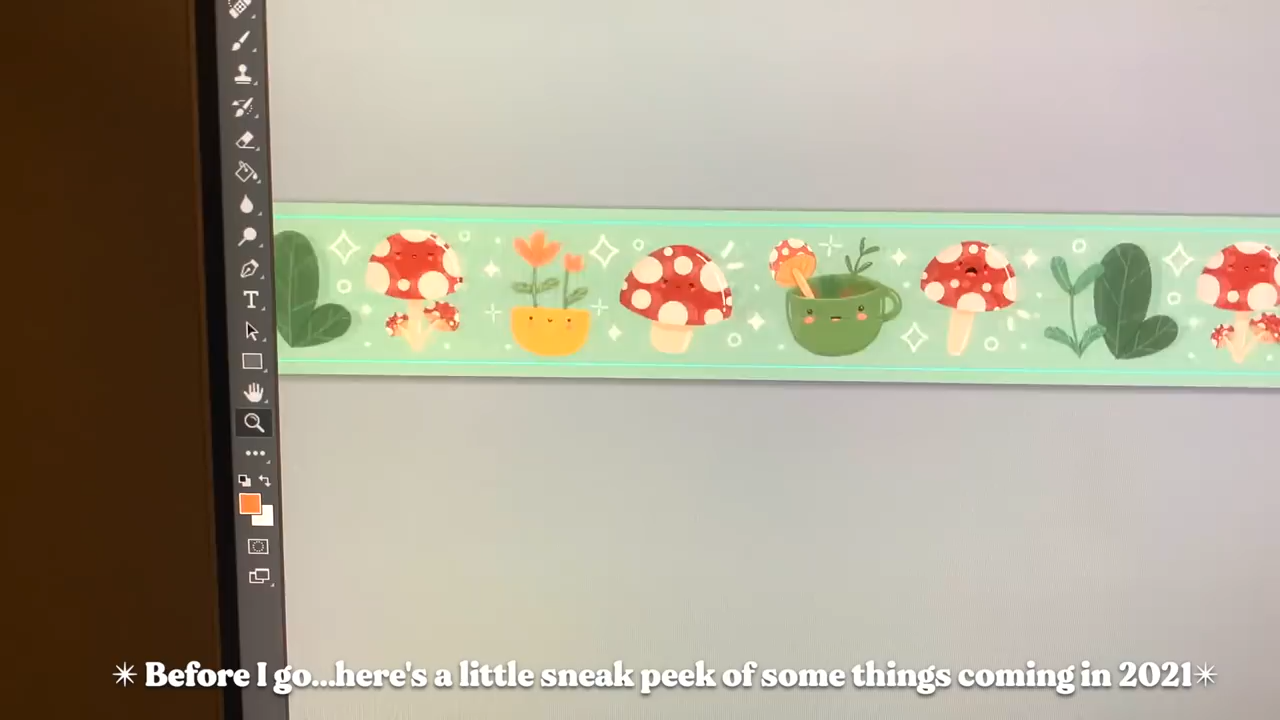 T
✴ Before I go...here's a little sneak peek of some things coming in 2021✴